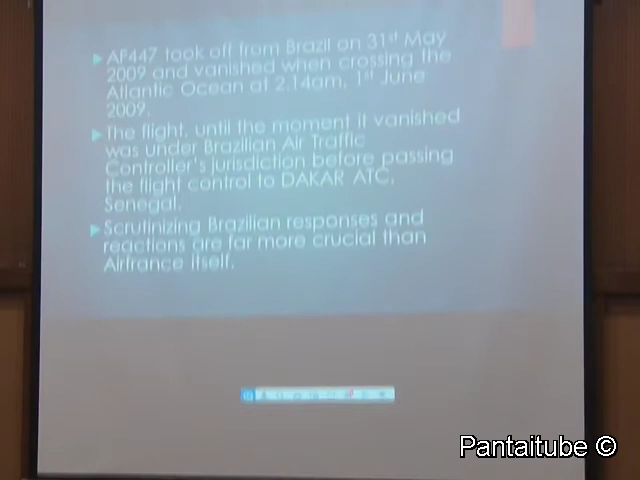 AF447 took off from Brazil on 31st May
2009 and vanished when crossing the
Atlantic Ocean at 2.14am, 1st June
2009.
The flight, until the moment it vanished
was under Brazilian Air Traffic
Controller's jurisdiction before passing
the flight control to DAKAR ATC,
Senegal.
Scrutinizing Brazilian responses and
reactions are far more crucial than
Airfrance itself.
Pantaitube ©